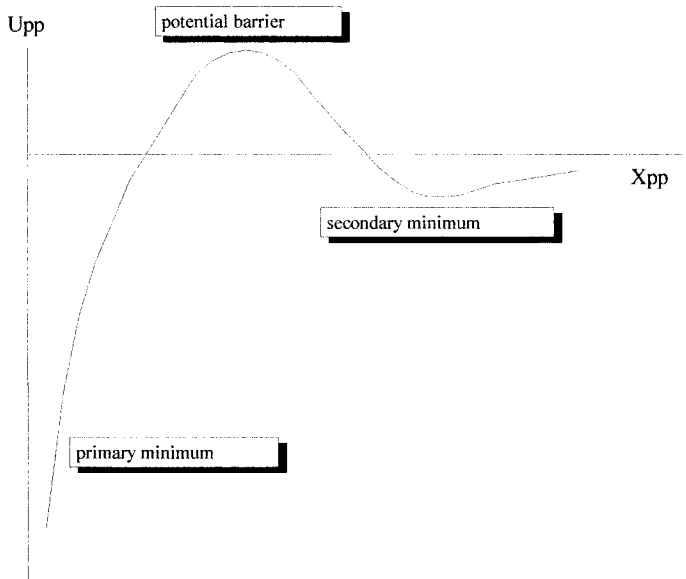 potential barrier
Upp
Xpp
secondary minimum
primary minimum